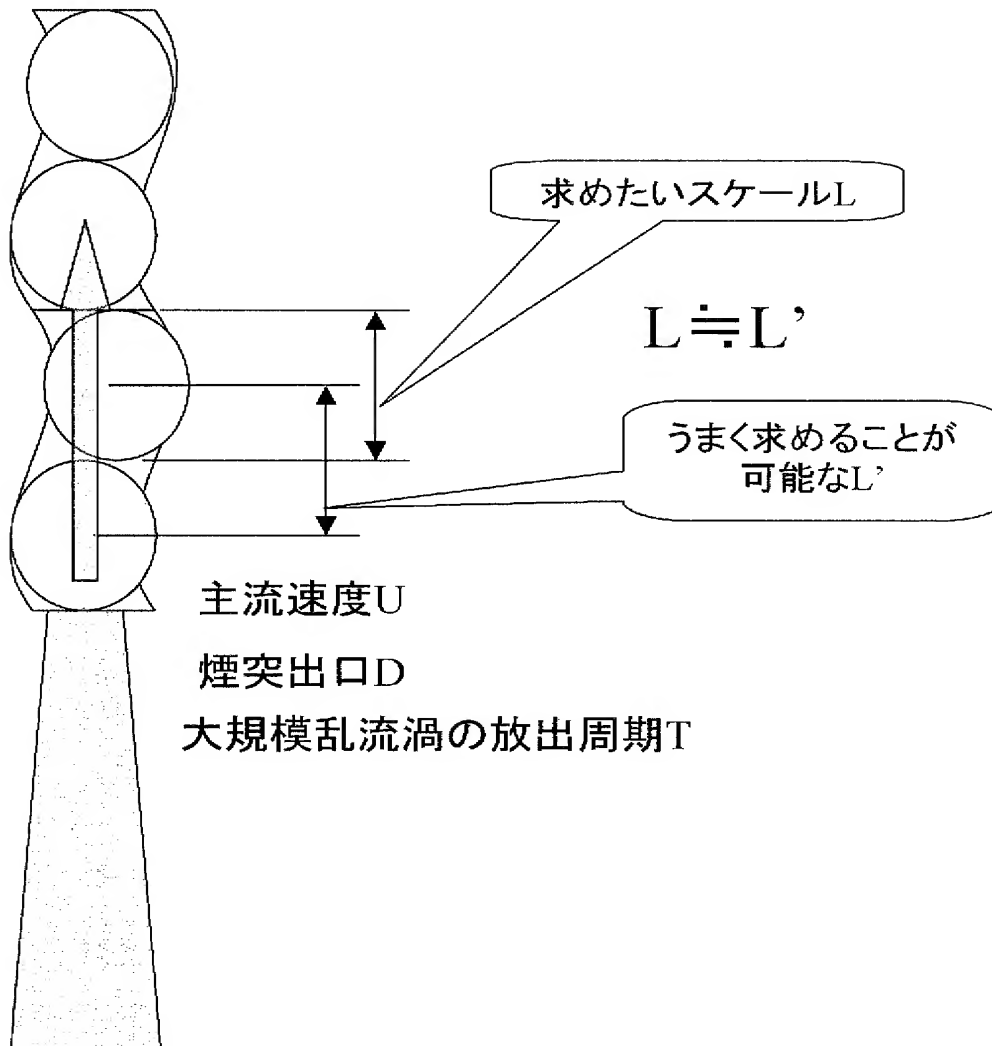 求めたいスケールL
L≒L’
うまく求めることが
可能なL’
主流速度U
煙突出口D
大規模乱流渦の放出周期T